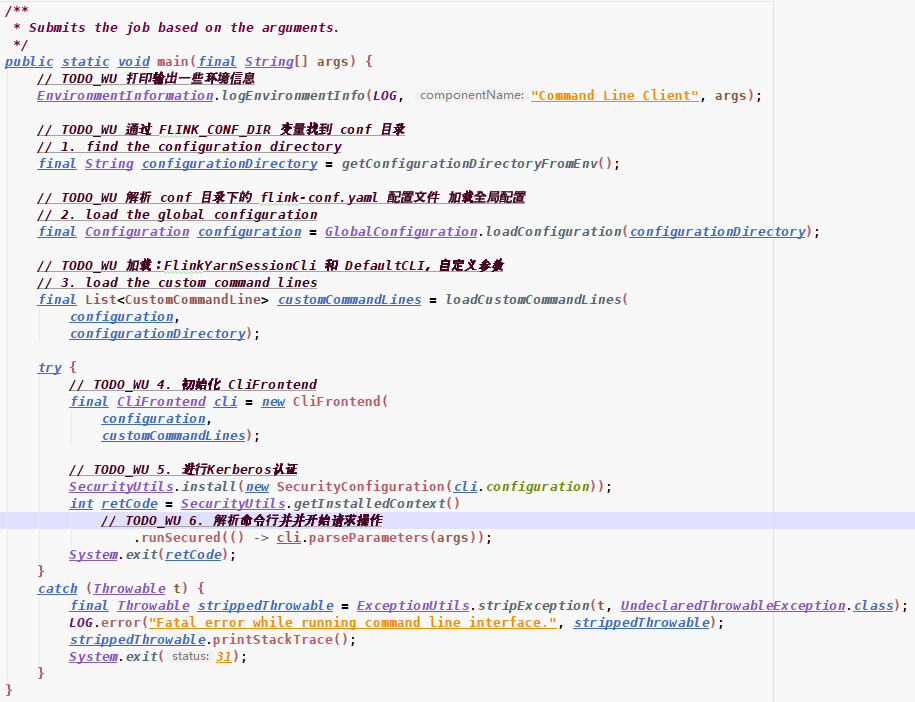 /**
 * Submits the job based on the arguments.
 */
public static void main(final String[] args) {
    // TODO_WU 打印输出一些环境信息
    EnvironmentInformation.logEnvironmentInfo(LOG, componentName: "Command Line Client", args);

    // TODO_WU 通过 FLINK_CONF_DIR 变量找到 conf 目录
    // 1. find the configuration directory
    final String configurationDirectory = getConfigurationDirectoryFromEnv();

    // TODO_WU 解析 conf 目录下的 flink-conf.yaml 配置文件 加载全局配置
    // 2. load the global configuration
    final Configuration configuration = GlobalConfiguration.loadConfiguration(configurationDirectory);

    // TODO_WU 加载：FlinkYarnSessionCli 和 DefaultCLI，自定义参数
    // 3. load the custom command lines
    final List<CustomCommandLine> customCommandLines = loadCustomCommandLines(
        configuration,
        configurationDirectory);

    try {
        // TODO_WU 4. 初始化 CliFrontend
        final CliFrontend cli = new CliFrontend(
            configuration,
            customCommandLines);

        // TODO_WU 5. 进行Kerberos认证
        SecurityUtils.install(new SecurityConfiguration(cli.configuration));
        int retCode = SecurityUtils.getInstalledContext()
            // TODO_WU 6. 解析命令行并并开始请求操作
                .runSecured(() -> cli.parseParameters(args));
        System.exit(retCode);
    }
    catch (Throwable t) {
        final Throwable strippedThrowable = ExceptionUtils.stripException(t, UndeclaredThrowableException.class);
        LOG.error("Fatal error while running command line interface.", strippedThrowable);
        strippedThrowable.printStackTrace();
        System.exit( status: 31);
    }
}